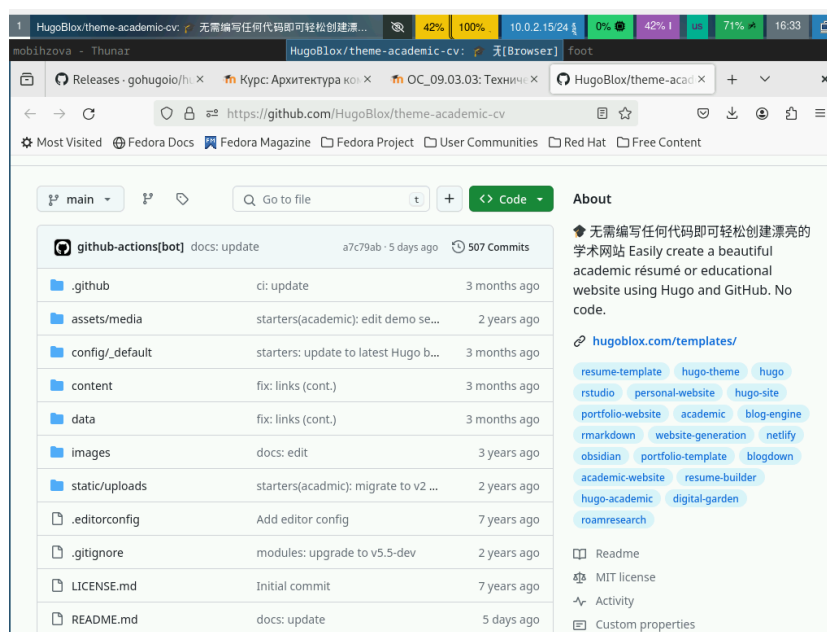 1 HugoBlox/theme-academic-cv: 🎓 无需编写任何代码即可轻松创建漂... 42% 100% 10.0.2.15/24 0% 42% us 71% 16:33
mobihzova - Thunar HugoBlox/theme-academic-cv: 🎓 无[Browser] foot
Releases · gohugoio/hu Курс: Архитектура ком ОС_09.03.03: Техниче HugoBlox/theme-acad
https://github.com/HugoBlox/theme-academic-cv
Most Visited Fedora Docs Fedora Magazine Fedora Project User Communities Red Hat Free Content
main Go to file t + <> Code
github-actions[bot] docs: update a7c79ab · 5 days ago 507 Commits
.github ci: update 3 months ago
assets/media starters(academic): edit demo se... 2 years ago
config/_default starters: update to latest Hugo b... 3 months ago
content fix: links (cont.) 3 months ago
data fix: links (cont.) 3 months ago
images docs: edit 3 years ago
static/uploads starters(acadmic): migrate to v2 ... 2 years ago
.editorconfig Add editor config 7 years ago
.gitignore modules: upgrade to v5.5-dev 2 years ago
LICENSE.md Initial commit 7 years ago
README.md docs: update 5 days ago
About
🎓 无需编写任何代码即可轻松创建漂亮的
学术网站 Easily create a beautiful
academic résumé or educational
website using Hugo and GitHub. No
code.
hugoblox.com/templates/
resume-template hugo-theme hugo
rstudio personal-website hugo-site
portfolio-website academic blog-engine
rmarkdown website-generation netlify
obsidian portfolio-template blogdown
academic-website resume-builder
hugo-academic digital-garden
roamresearch
Readme
MIT license
Activity
Custom properties